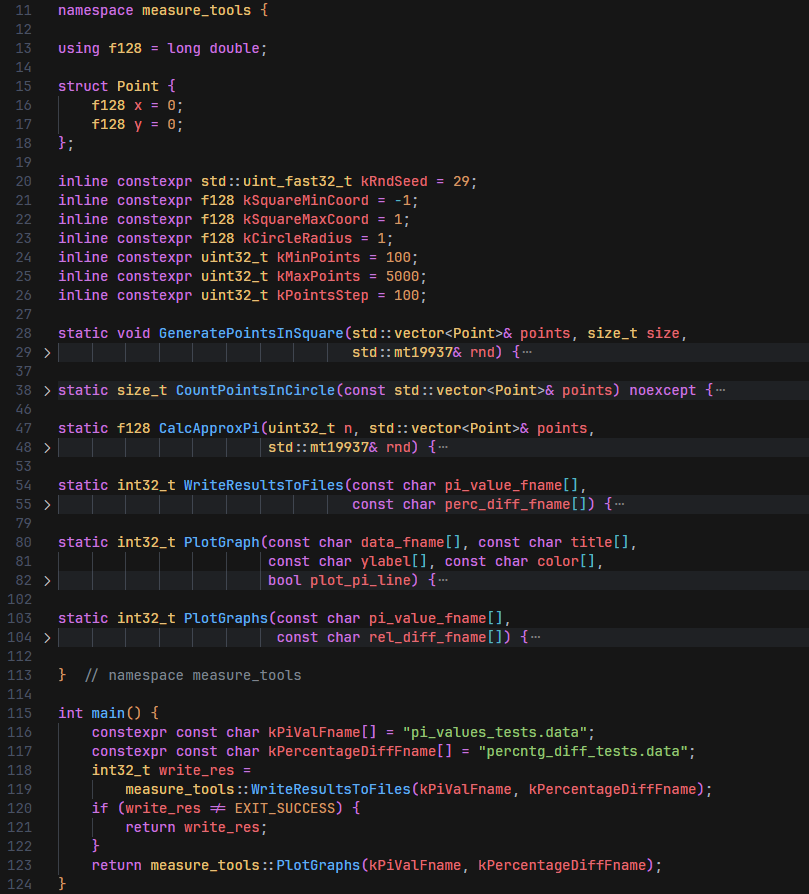 11 namespace measure_tools {
12
13 using f128 = long double;
14
15 struct Point {
16     f128 x = 0;
17     f128 y = 0;
18 };
19
20 inline constexpr std::uint_fast32_t kRndSeed = 29;
21 inline constexpr f128 kSquareMinCoord = -1;
22 inline constexpr f128 kSquareMaxCoord = 1;
23 inline constexpr f128 kCircleRadius = 1;
24 inline constexpr uint32_t kMinPoints = 100;
25 inline constexpr uint32_t kMaxPoints = 5000;
26 inline constexpr uint32_t kPointsStep = 100;
27
28 static void GeneratePointsInSquare(std::vector<Point>& points, size_t size,
29 > std::mt19937& rnd) {⋯
37
38 > static size_t CountPointsInCircle(const std::vector<Point>& points) noexcept {⋯
46
47 static f128 CalcApproxPi(uint32_t n, std::vector<Point>& points,
48 > std::mt19937& rnd) {⋯
53
54 static int32_t WriteResultsToFiles(const char pi_value_fname[],
55 > const char perc_diff_fname[]) {⋯
79
80 static int32_t PlotGraph(const char data_fname[], const char title[],
81 const char ylabel[], const char color[],
82 > bool plot_pi_line) {⋯
102
103 static int32_t PlotGraphs(const char pi_value_fname[],
104 > const char rel_diff_fname[]) {⋯
112
113 }  // namespace measure_tools
114
115 int main() {
116     constexpr const char kPiValFname[] = "pi_values_tests.data";
117     constexpr const char kPercentageDiffFname[] = "percntg_diff_tests.data";
118     int32_t write_res =
119         measure_tools::WriteResultsToFiles(kPiValFname, kPercentageDiffFname);
120     if (write_res != EXIT_SUCCESS) {
121         return write_res;
122     }
123     return measure_tools::PlotGraphs(kPiValFname, kPercentageDiffFname);
124 }